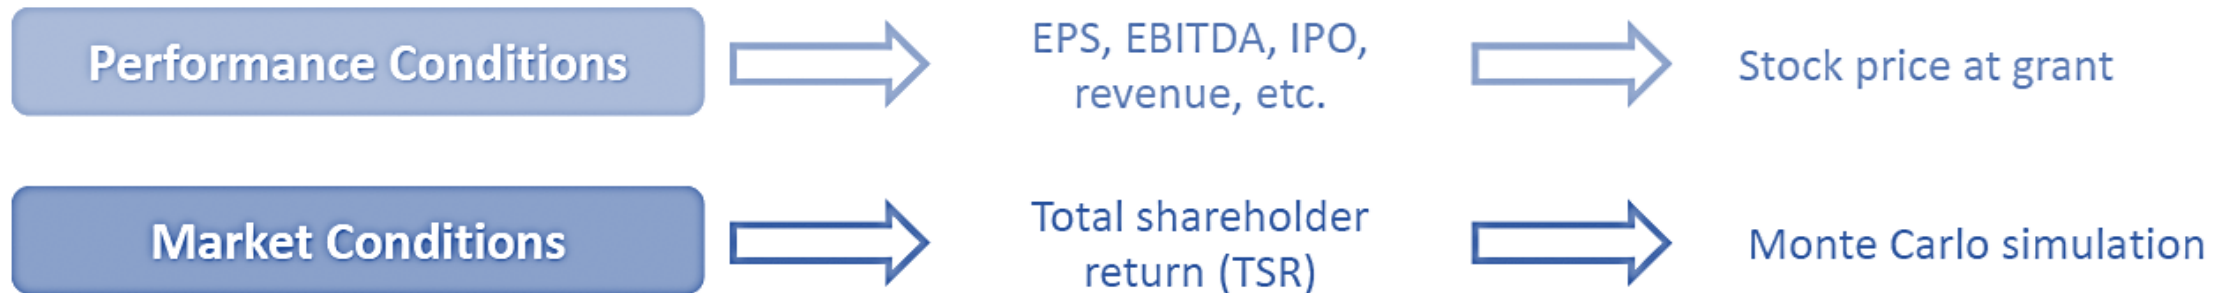 Performance Conditions
EPS, EBITDA, IPO,
revenue, etc.
Stock price at grant
Market Conditions
Total shareholder
return (TSR)
Monte Carlo simulation